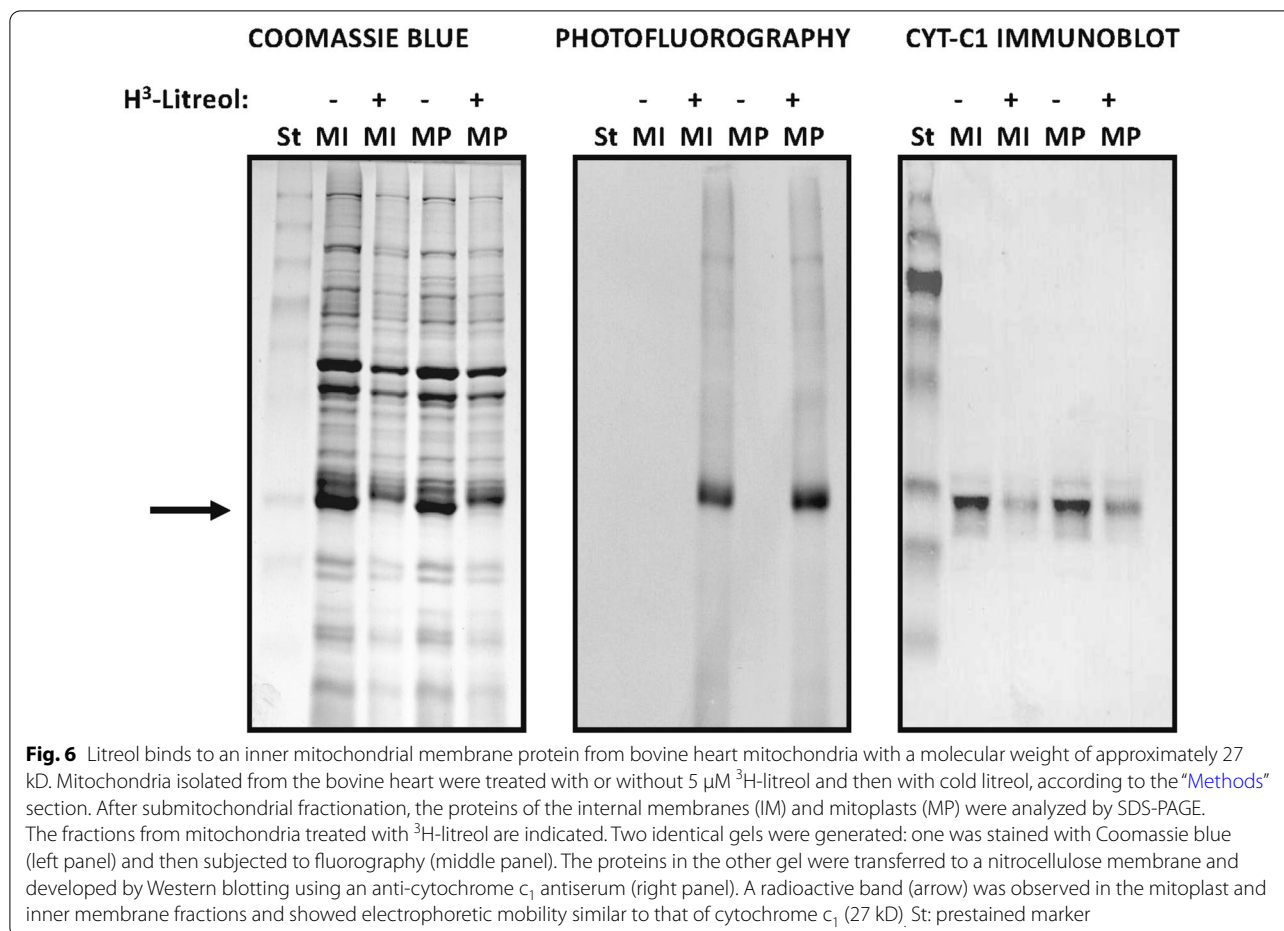 COOMASSIE BLUE PHOTOFLUOROGRAPHY CYT-C1 IMMUNOBLOT
H³-Litreol: - + - + - + - + - + - +
St MI MI MP MP St MI MI MP MP St MI MI MP MP
Fig. 6 Litreol binds to an inner mitochondrial membrane protein from bovine heart mitochondria with a molecular weight of approximately 27
kD. Mitochondria isolated from the bovine heart were treated with or without 5 μM ³H-litreol and then with cold litreol, according to the “Methods”
section. After submitochondrial fractionation, the proteins of the internal membranes (IM) and mitoplasts (MP) were analyzed by SDS-PAGE.
The fractions from mitochondria treated with ³H-litreol are indicated. Two identical gels were generated: one was stained with Coomassie blue
(left panel) and then subjected to fluorography (middle panel). The proteins in the other gel were transferred to a nitrocellulose membrane and
developed by Western blotting using an anti-cytochrome c₁ antiserum (right panel). A radioactive band (arrow) was observed in the mitoplast and
inner membrane fractions and showed electrophoretic mobility similar to that of cytochrome c₁ (27 kD). St: prestained marker